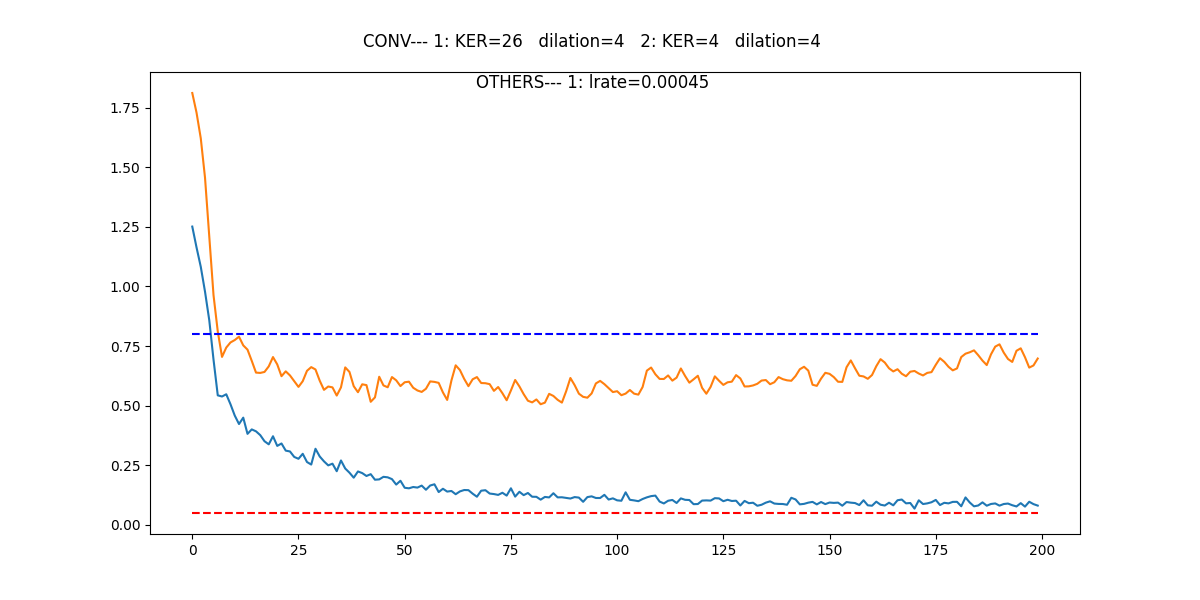 CONV--- 1: KER=26   dilation=4   2: KER=4   dilation=4
OTHERS--- 1: lrate=0.00045
1.75
1.50
1.25
1.00
0.75
0.50
0.25
0.00
0 25 50 75 100 125 150 175 200